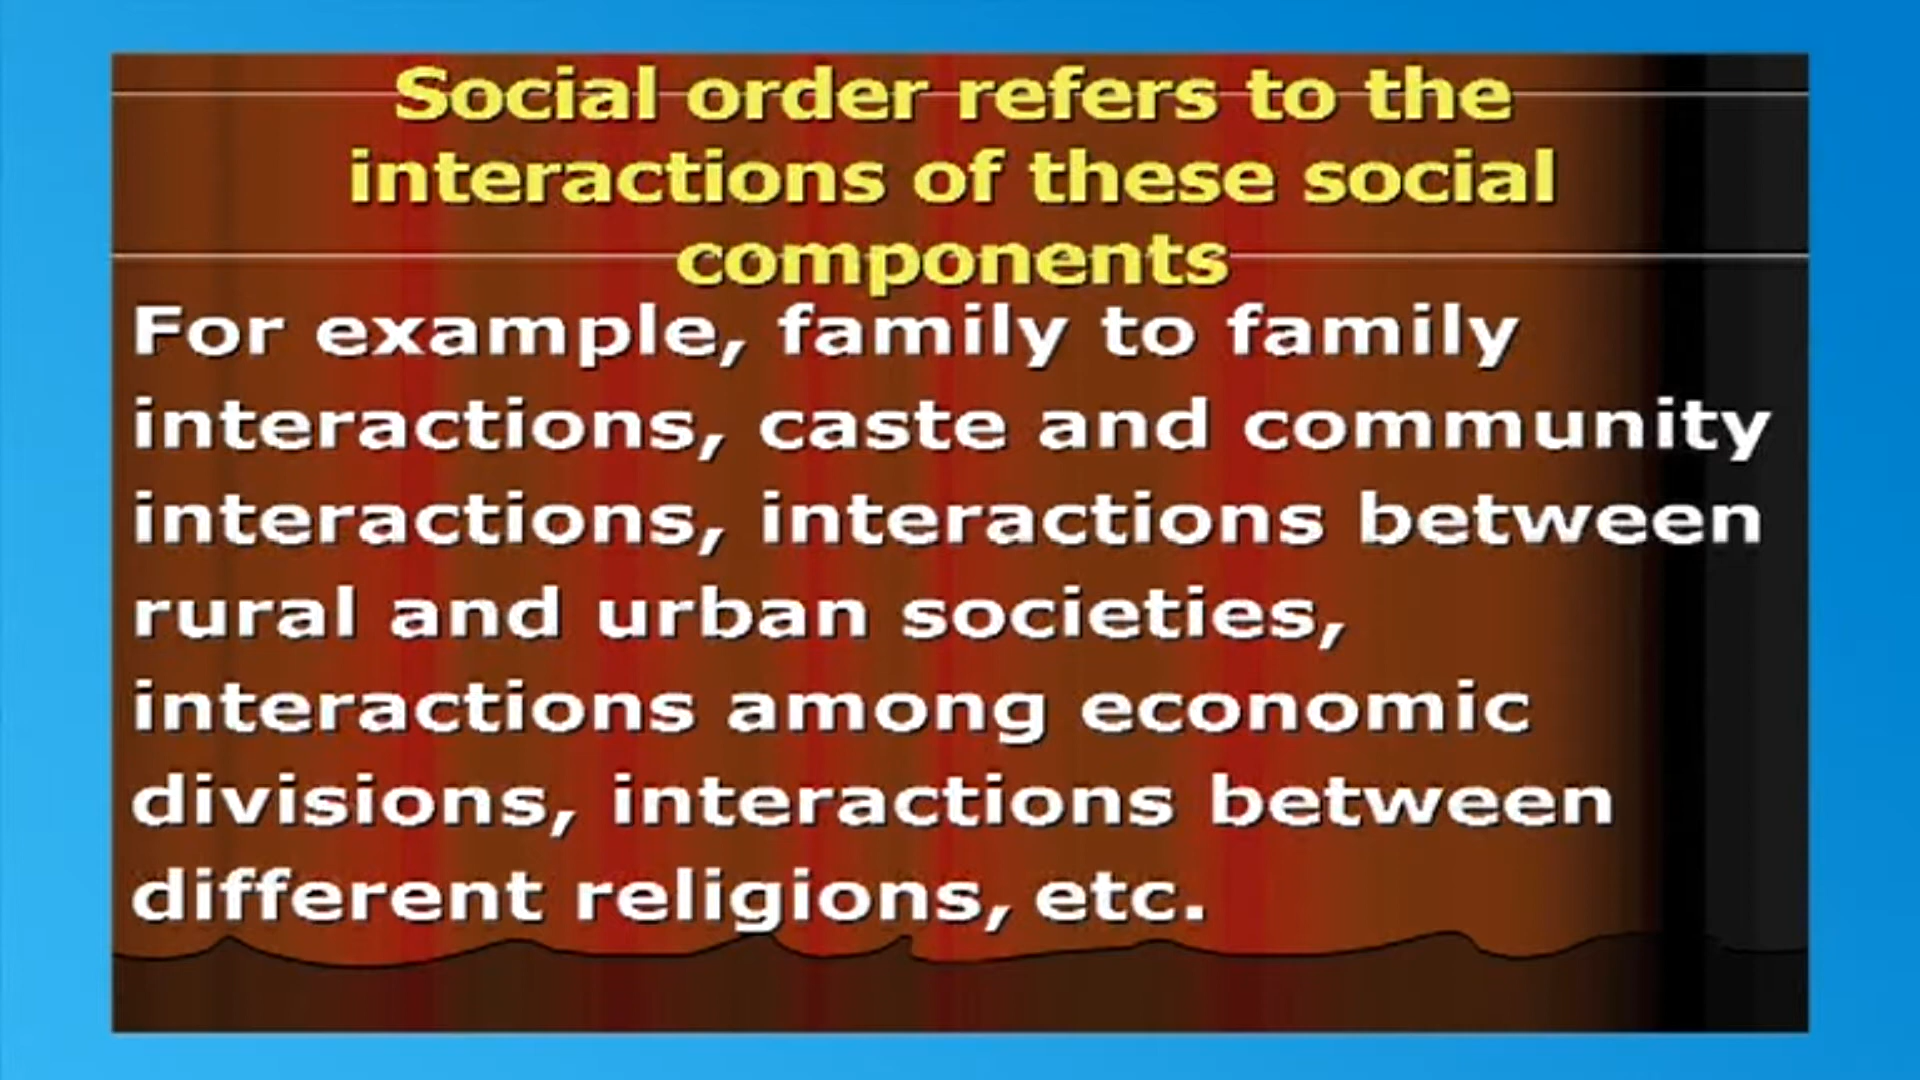 Social order refers to the
interactions of these social
components
For example, family to family
interactions, caste and community
interactions, interactions between
rural and urban societies,
interactions among economic
divisions, interactions between
different religions, etc.